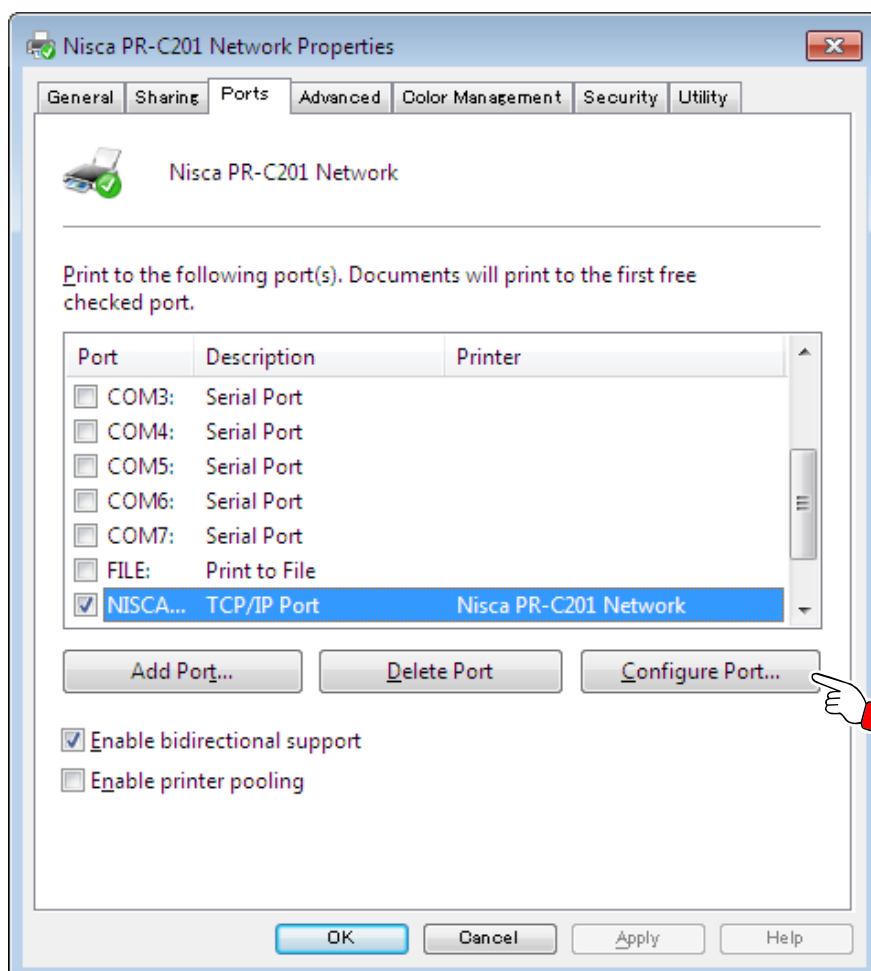 Nisca PR-C201 Network Properties
General Sharing Ports Advanced Color Management Security Utility
Nisca PR-C201 Network
Print to the following port(s). Documents will print to the first free
checked port.
Port Description Printer
COM3: Serial Port
COM4: Serial Port
COM5: Serial Port
COM6: Serial Port
COM7: Serial Port
FILE: Print to File
NISCA... TCP/IP Port Nisca PR-C201 Network
Add Port... Delete Port Configure Port...
Enable bidirectional support
Enable printer pooling
OK Cancel Apply Help